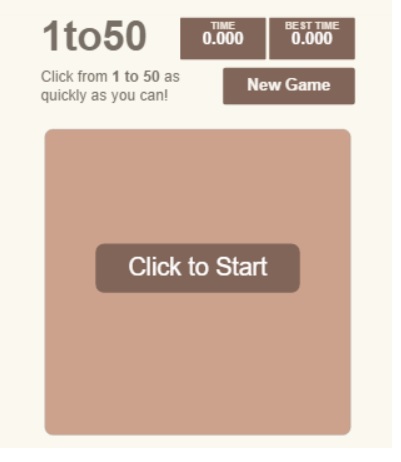 1to50
TIME
0.000
BEST TIME
0.000
Click from 1 to 50 as
quickly as you can!
New Game
Click to Start